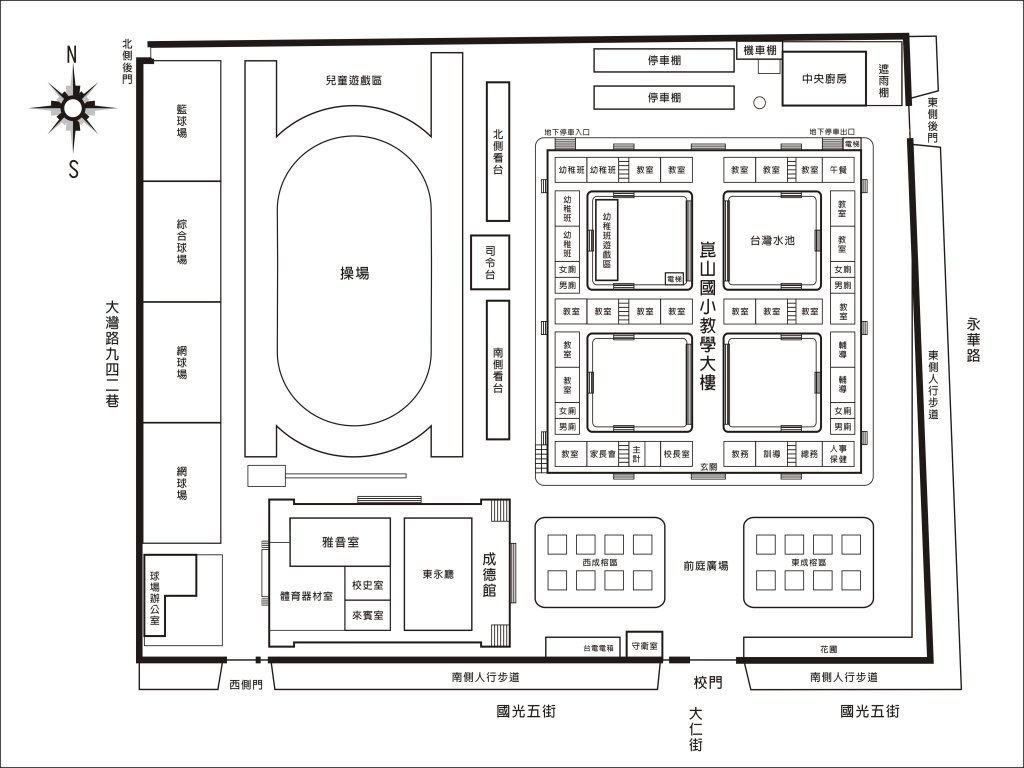 N
S
北側後門
兒童遊戲區
籃球場
綜合球場
網球場
網球場
球場辦公室
大灣路九四二巷
操場
北側看台
司令台
南側看台
停車棚
停車棚
機車棚
中央廚房
遮雨棚
東側後門
地下停車入口
地下停車出口
電梯
幼稚班
幼稚班
教室
教室
教室
教室
教室
午餐
幼稚班
幼稚班
女廁
男廁
幼稚班遊戲區
電梯
台灣水池
教室
教室
女廁
男廁
教室
崑山國小教學大樓
教室
教室
教室
教室
教室
教室
教室
教室
教室
女廁
男廁
輔導
輔導
女廁
男廁
教室
家長會
主計
校長室
教務
訓導
總務
人事
保健
玄關
永華路
東側人行步道
雅音室
體育器材室
校史室
來賓室
東永廳
成德館
西成榕區
前庭廣場
東成榕區
台電電箱
守衛室
花圃
西側門
南側人行步道
校門
南側人行步道
國光五街
大仁街
國光五街